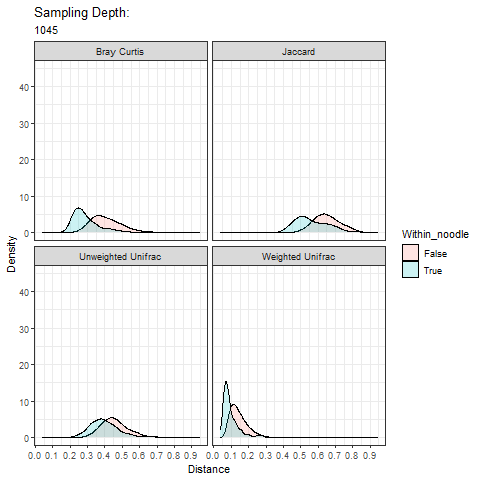 Sampling Depth:
1045
Bray Curtis
Jaccard
40
30
20
10
0
Unweighted Unifrac
Weighted Unifrac
40
30
20
10
0
0.0 0.1 0.2 0.3 0.4 0.5 0.6 0.7 0.8 0.9
0.0 0.1 0.2 0.3 0.4 0.5 0.6 0.7 0.8 0.9
Distance
Density
Within_noodle
False
True